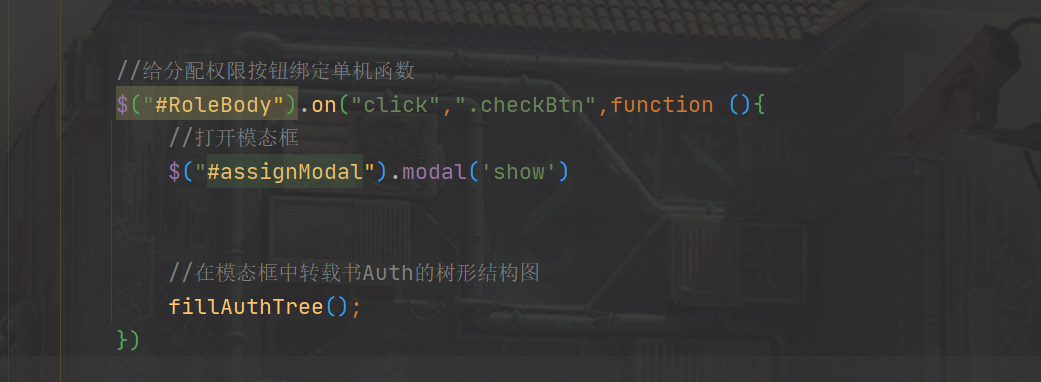 //给分配权限按钮绑定单机函数
$("#RoleBody").on("click",".checkBtn",function (){
//打开模态框
$("#assignModal").modal('show')
//在模态框中转载书Auth的树形结构图
fillAuthTree();
})